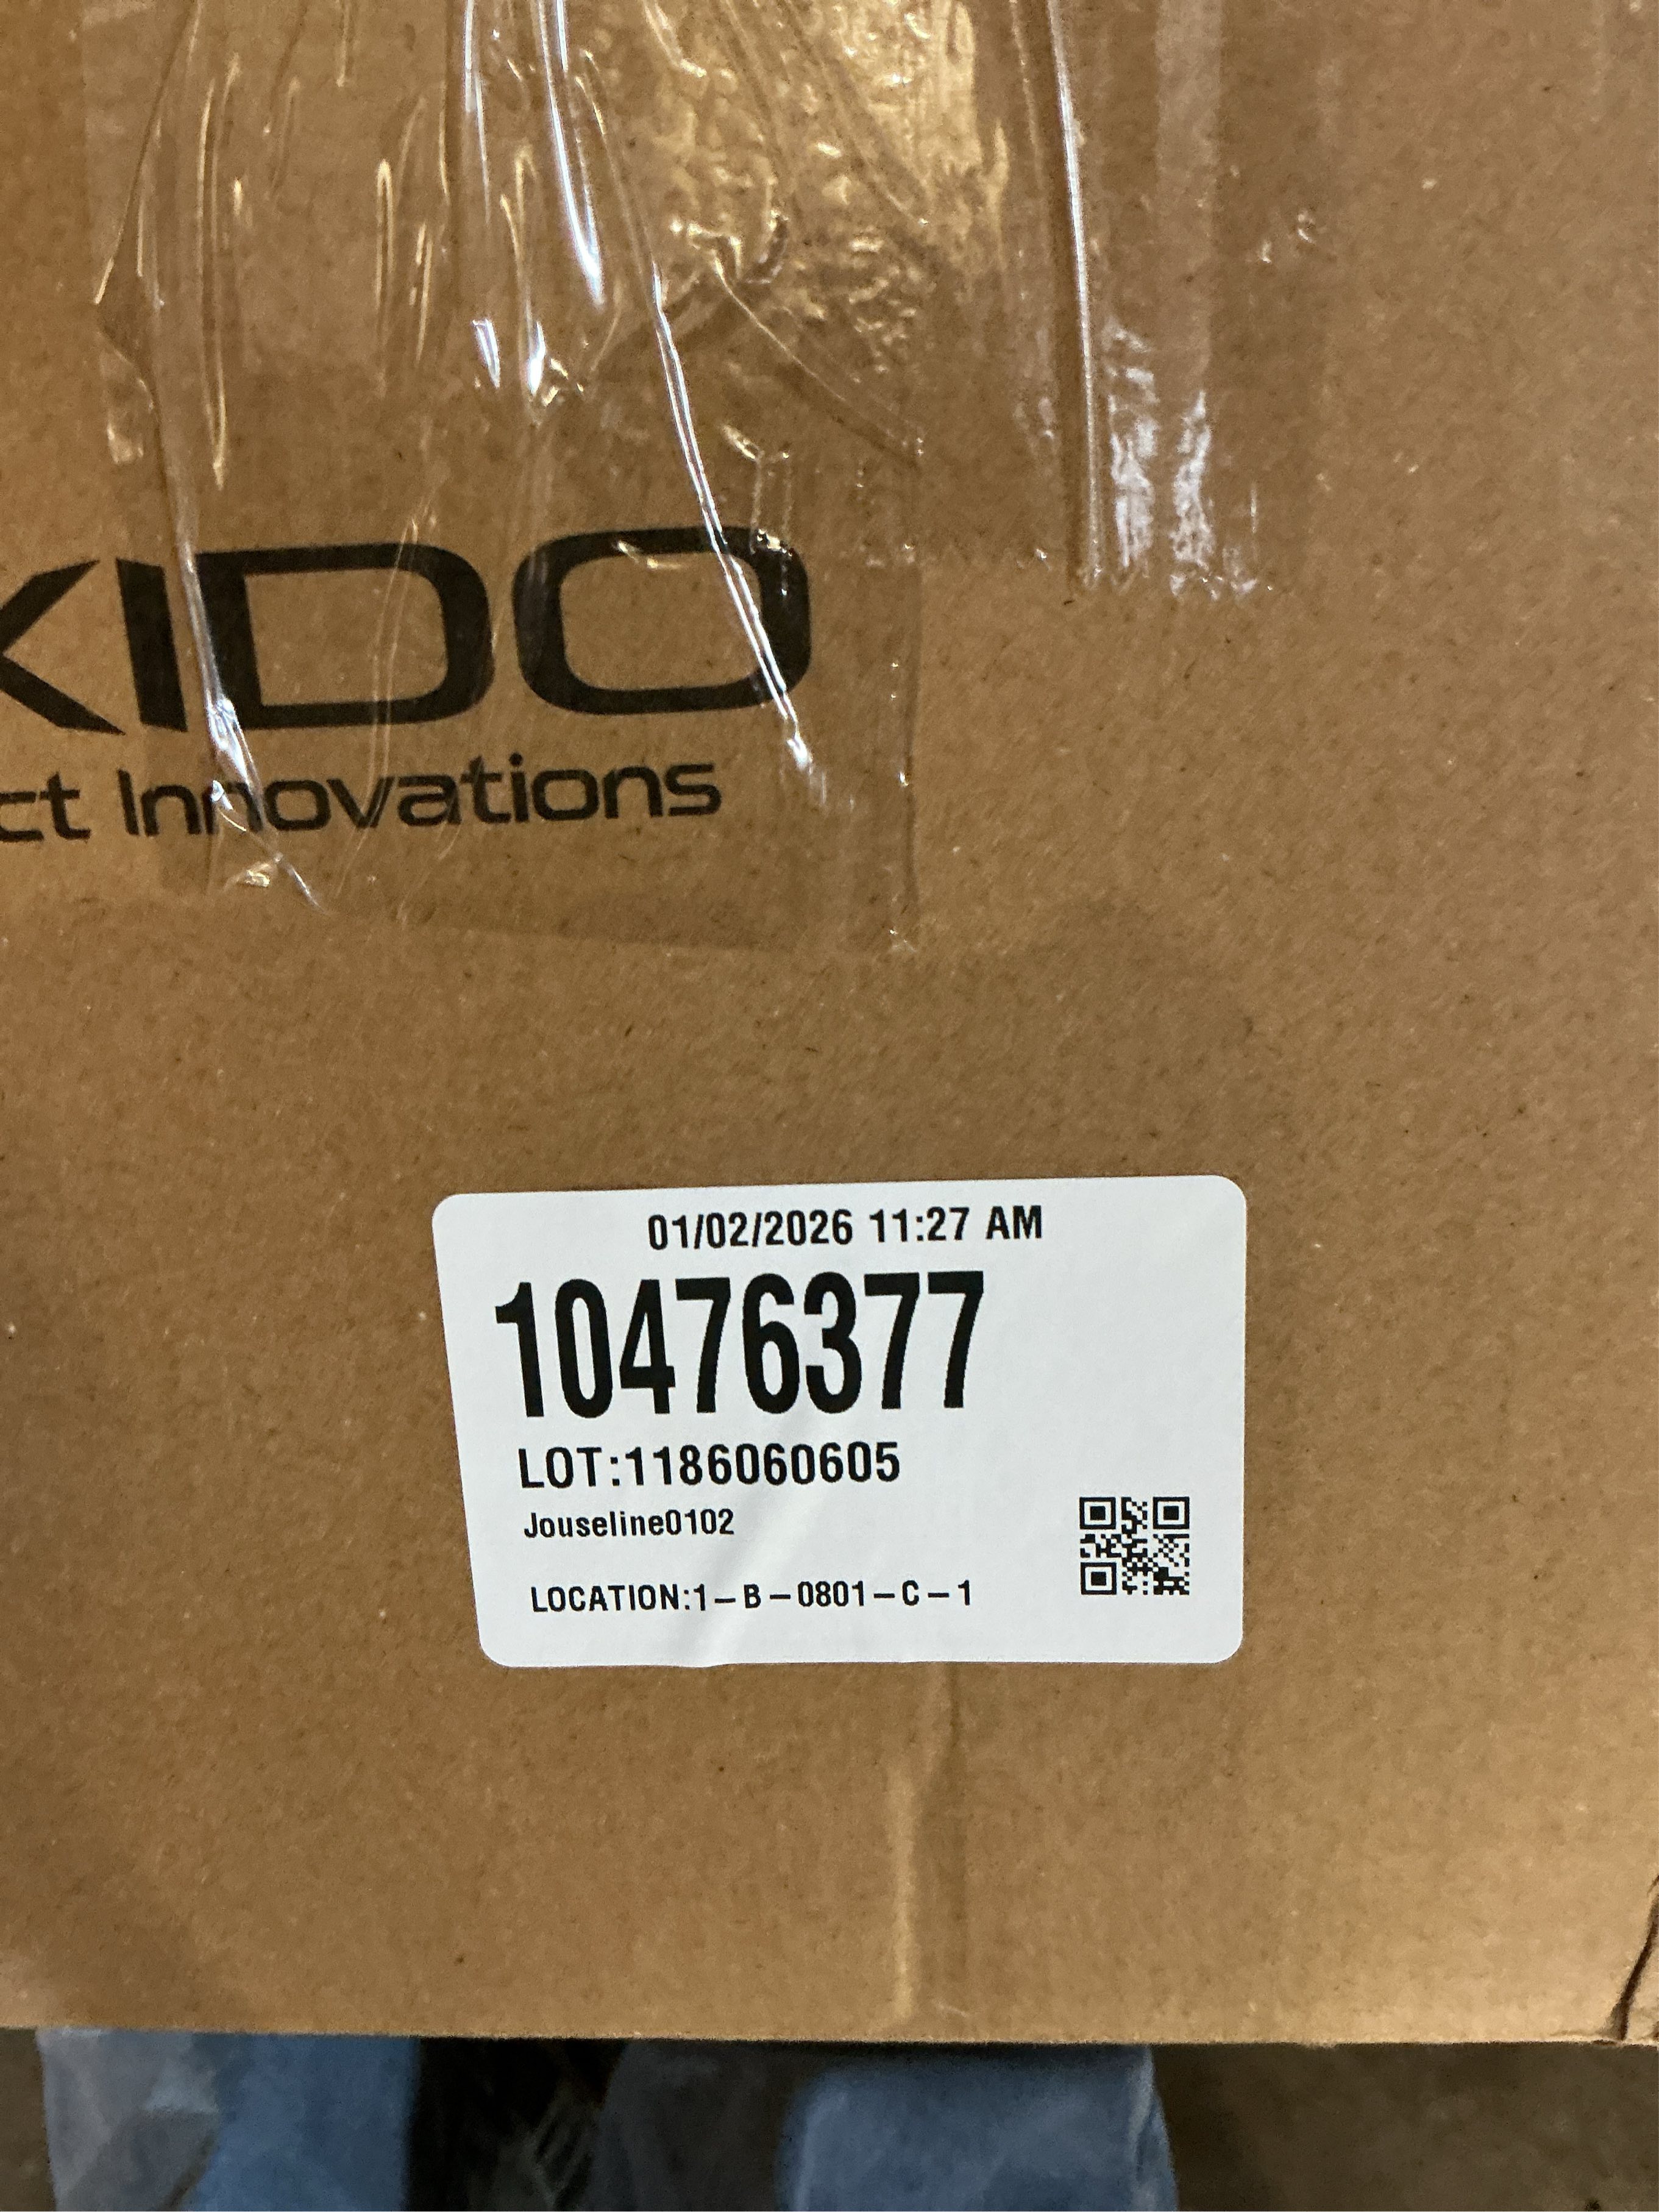 KIDO
ct Innovations
01/02/2026 11:27 AM
10476377
LOT:1186060605
Jouseline0102
LOCATION:1-B-0801-C-1